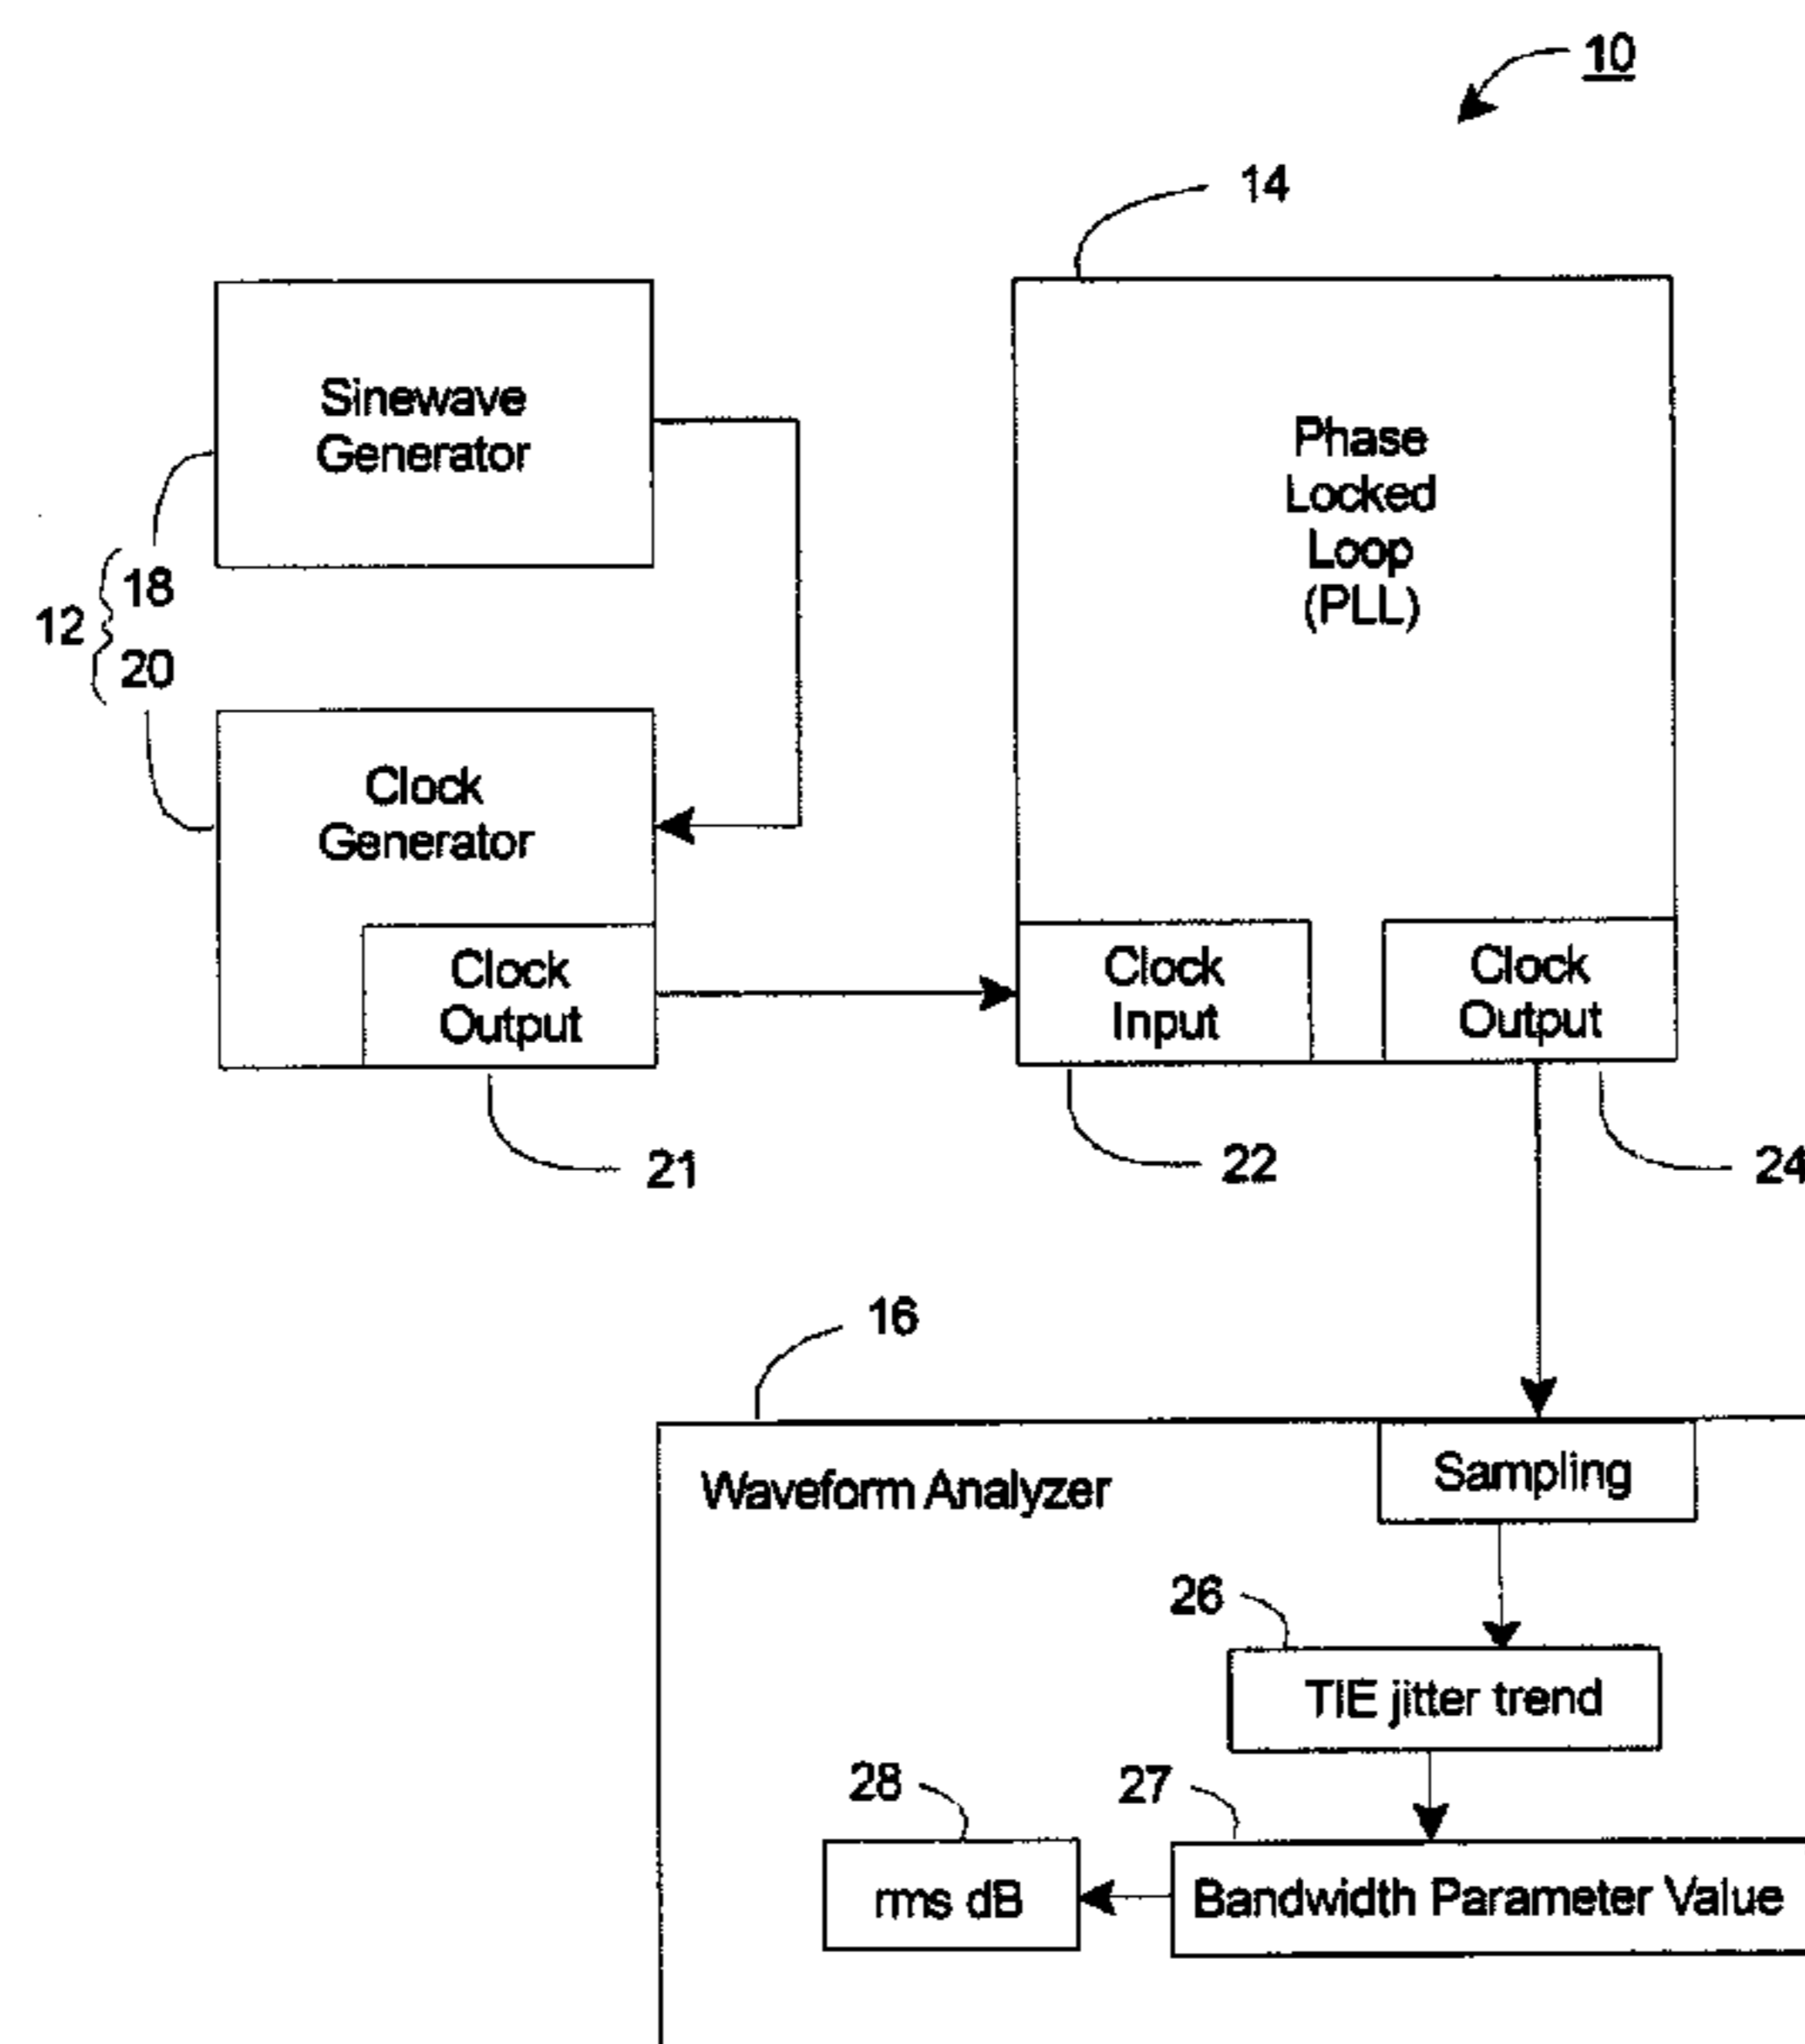 10
14
Sinewave
Generator
Phase
Locked
Loop
(PLL)
12
18
20
Clock
Generator
Clock
Output
Clock
Input
Clock
Output
21
22
24
16
Waveform Analyzer
Sampling
26
TIE jitter trend
28
27
rms dB
Bandwidth Parameter Value